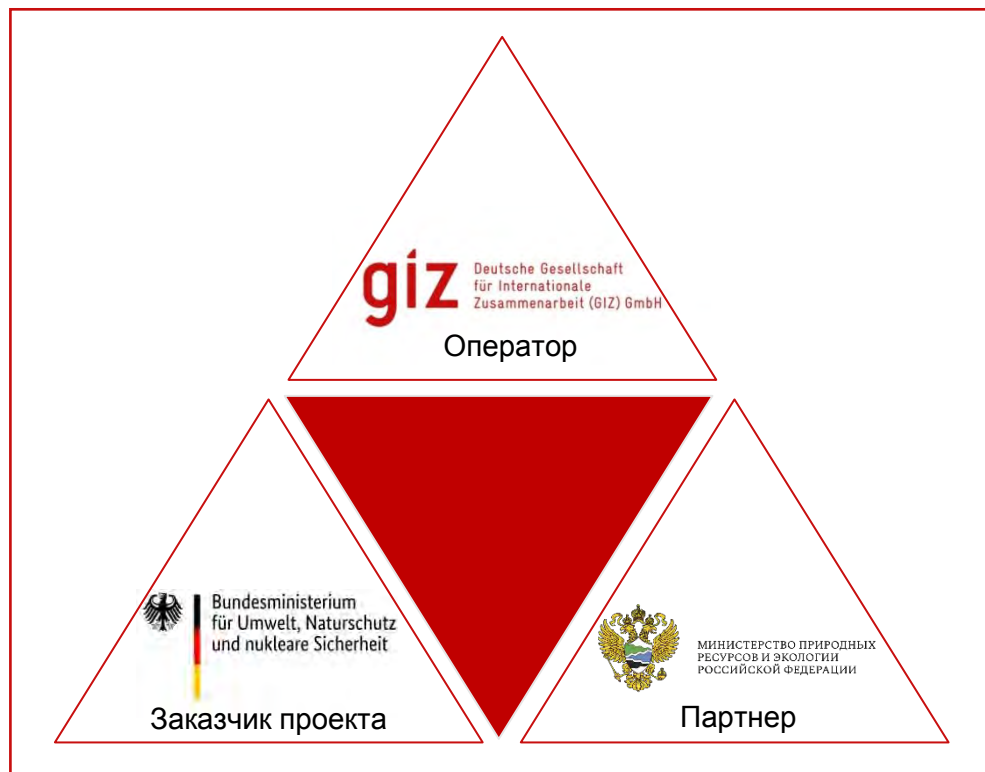 giz
Deutsche Gesellschaft
für Internationale
Zusammenarbeit (GIZ) GmbH
Оператор
Bundesministerium
für Umwelt, Naturschutz
und nukleare Sicherheit
Заказчик проекта
МИНИСТЕРСТВО ПРИРОДНЫХ
РЕСУРСОВ И ЭКОЛОГИИ
РОССИЙСКОЙ ФЕДЕРАЦИИ
Партнер